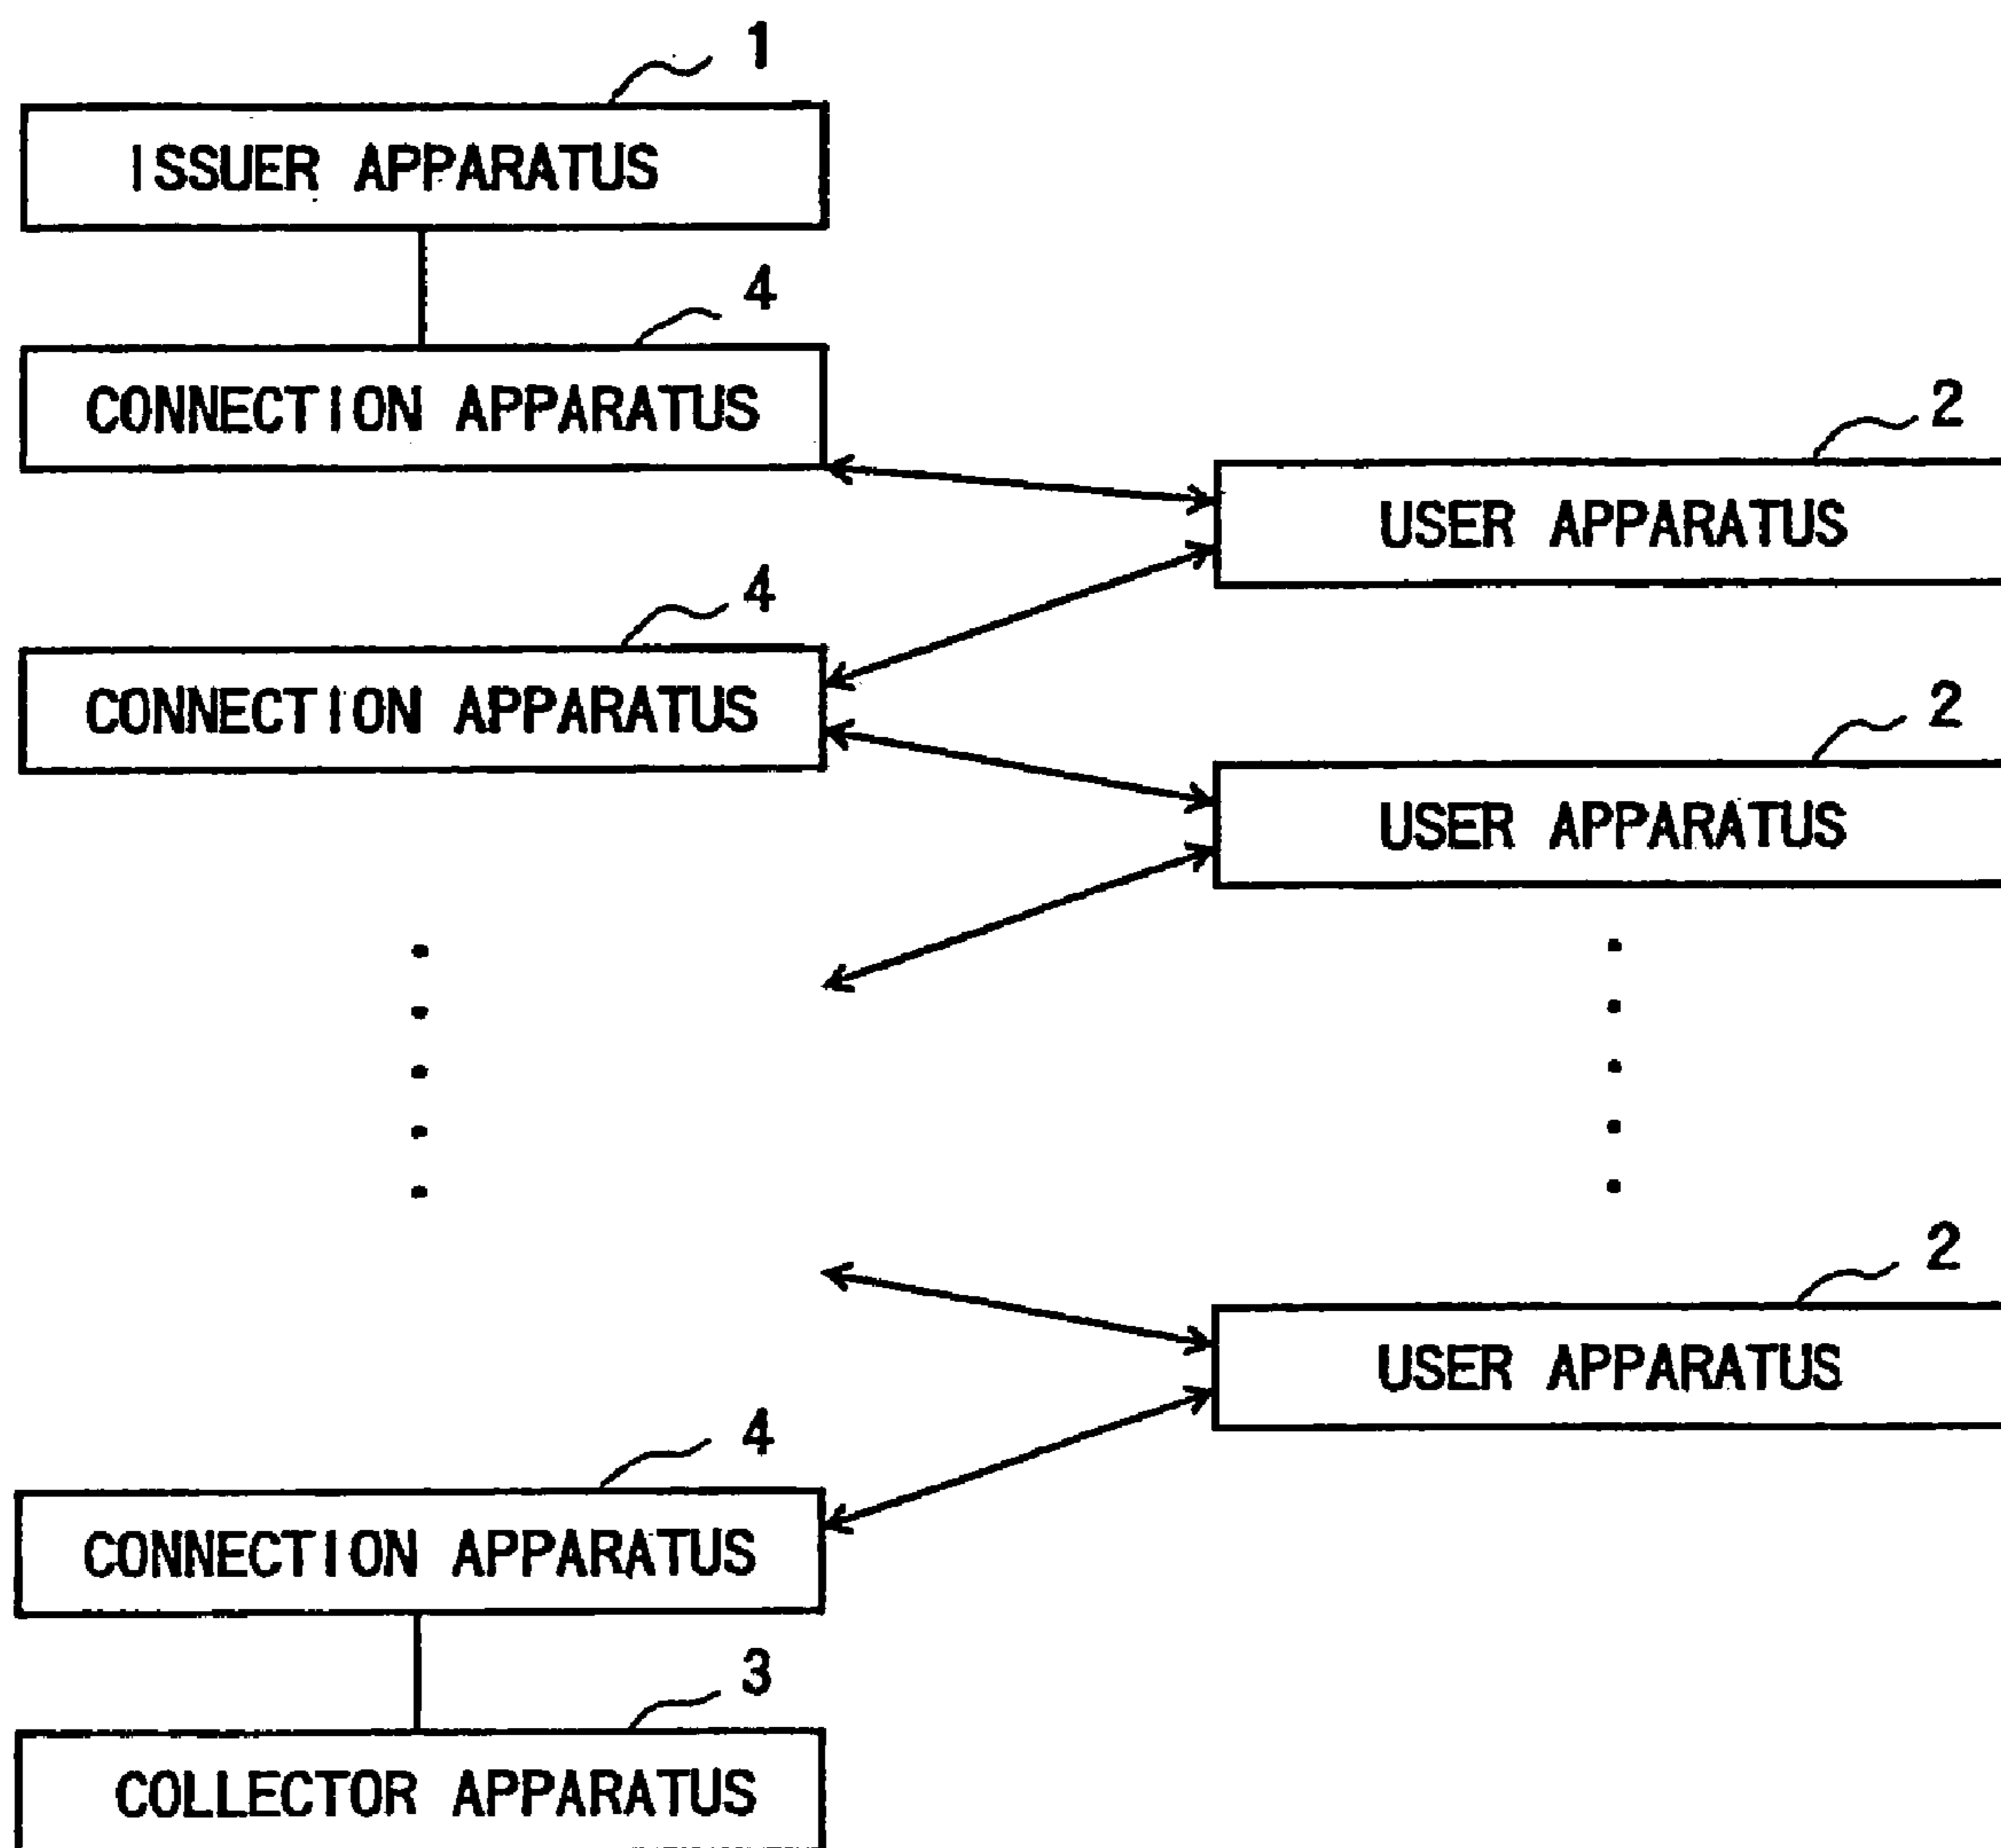 1
ISSUER APPARATUS
4
CONNECTION APPARATUS
2
USER APPARATUS
4
CONNECTION APPARATUS
2
USER APPARATUS
2
USER APPARATUS
4
CONNECTION APPARATUS
3
COLLECTOR APPARATUS